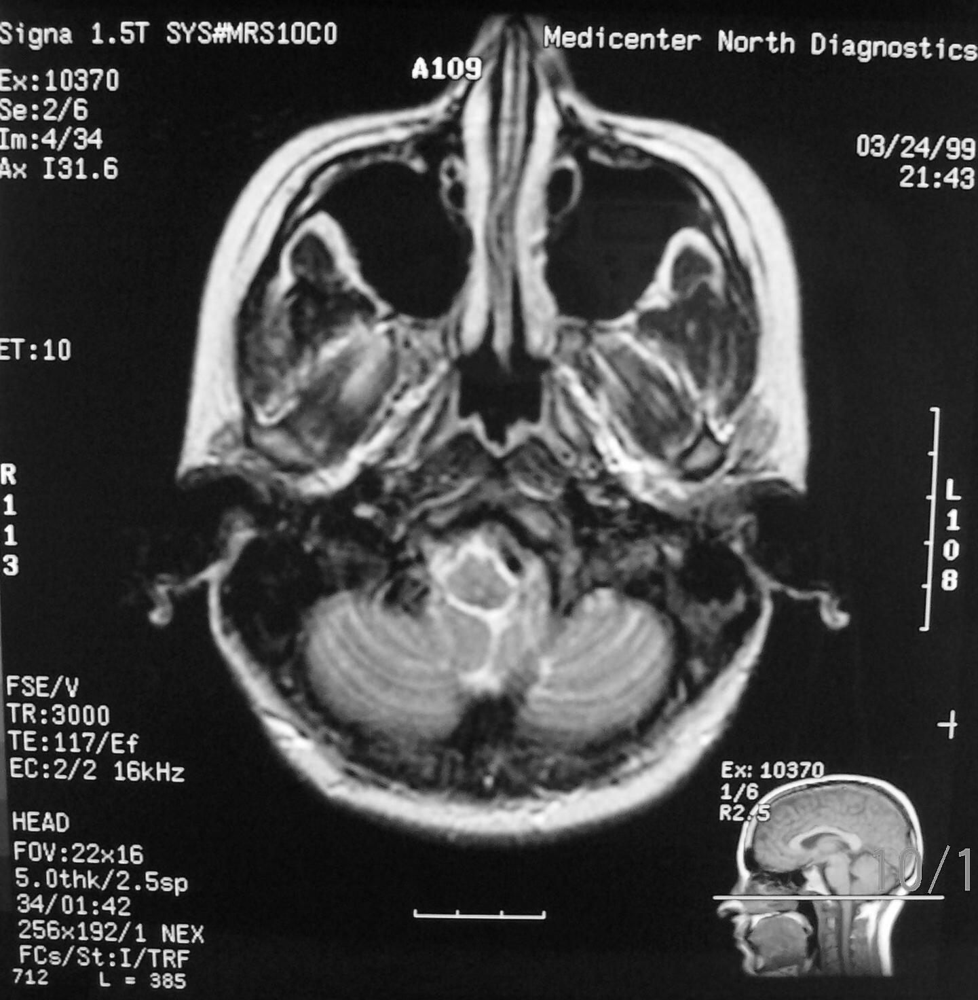 Signa 1.5T SYS#MRS10C0
Medicenter North Diagnostics
A109
Ex:10370
Se:2/6
Im:4/34
Ax I31.6
03/24/99
21:43
ET:10
R
1
1
3
L
1
0
8
FSE/V
TR:3000
TE:117/Ef
EC:2/2 16kHz
HEAD
FOV:22x16
5.0thk/2.5sp
34/01:42
256x192/1 NEX
FCs/St:I/TRF
712 L = 385
Ex: 10370
1/6
R2.5
10/1